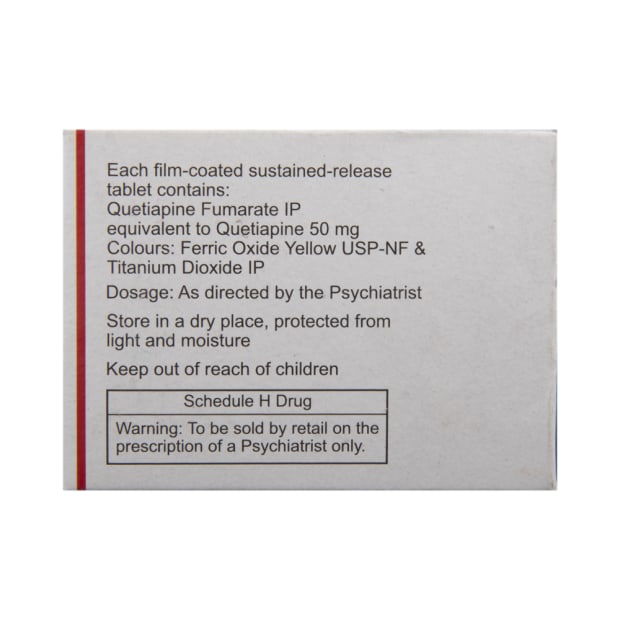 Each film-coated sustained-release
tablet contains:
Quetiapine Fumarate IP
equivalent to Quetiapine 50 mg
Colours: Ferric Oxide Yellow USP-NF &
Titanium Dioxide IP
Dosage: As directed by the Psychiatrist
Store in a dry place, protected from
light and moisture
Keep out of reach of children
Schedule H Drug
Warning: To be sold by retail on the
prescription of a Psychiatrist only.